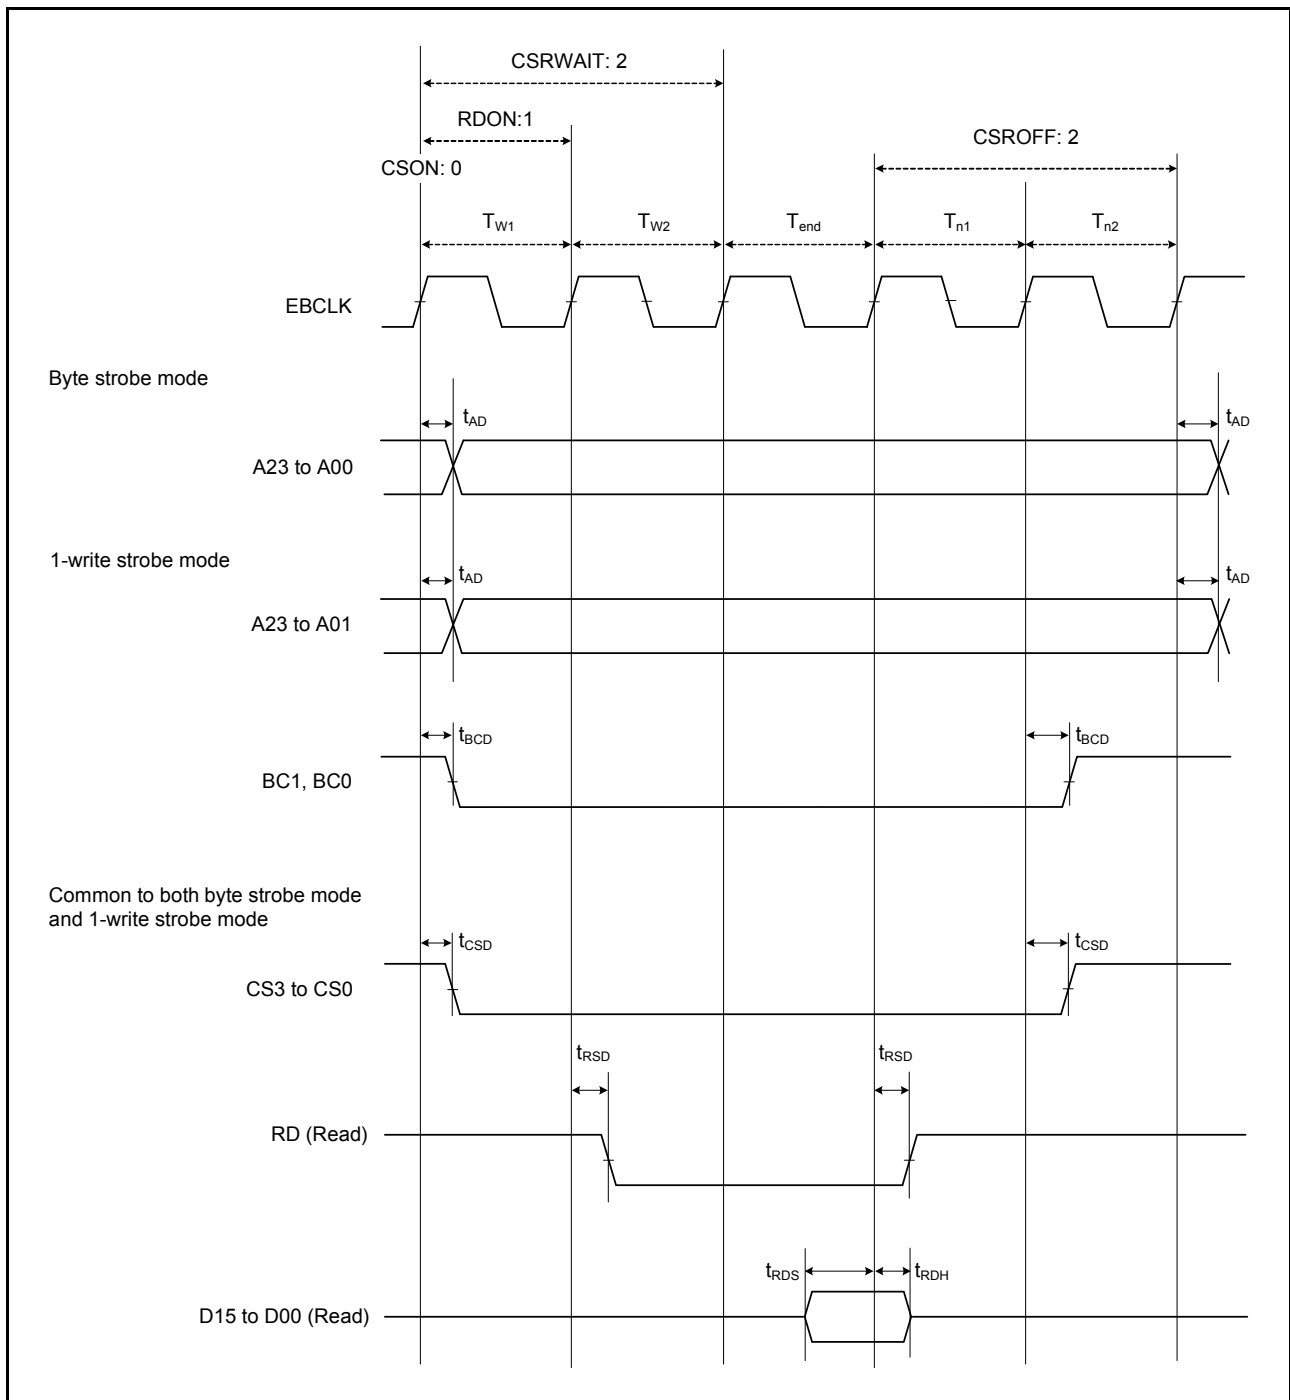 CSRWAIT: 2
RDON:1
CSROFF: 2
CSON: 0
TW1
TW2
Tend
Tn1
Tn2
EBCLK
Byte strobe mode
tAD
tAD
A23 to A00
1-write strobe mode
tAD
tAD
A23 to A01
tBCD
tBCD
BC1, BC0
Common to both byte strobe mode
and 1-write strobe mode
tCSD
tCSD
CS3 to CS0
tRSD
tRSD
RD (Read)
tRDS
tRDH
D15 to D00 (Read)